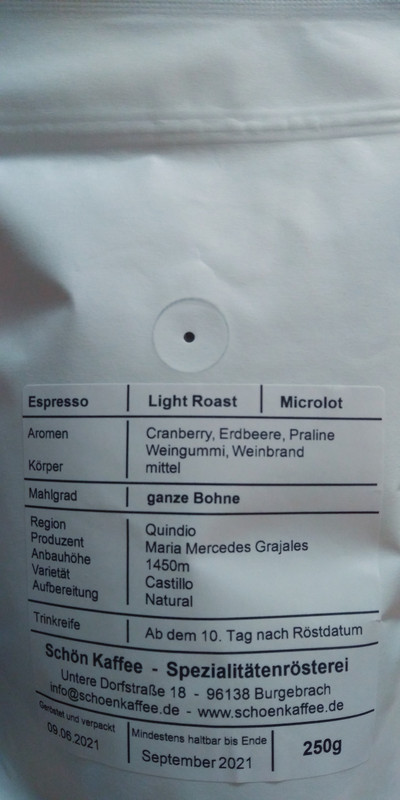 Espresso Light Roast Microlot
Aromen Cranberry, Erdbeere, Praline
Weingummi, Weinbrand
Körper mittel
Mahlgrad ganze Bohne
Region Quindio
Produzent Maria Mercedes Grajales
Anbauhöhe 1450m
Varietät Castillo
Aufbereitung Natural
Trinkreife Ab dem 10. Tag nach Röstdatum
Schön Kaffee - Spezialitätenrösterei
Untere Dorfstraße 18 - 96138 Burgebrach
info@schoenkaffee.de - www.schoenkaffee.de
Geröstet und verpackt
09.06.2021
Mindestens haltbar bis Ende
September 2021
250g